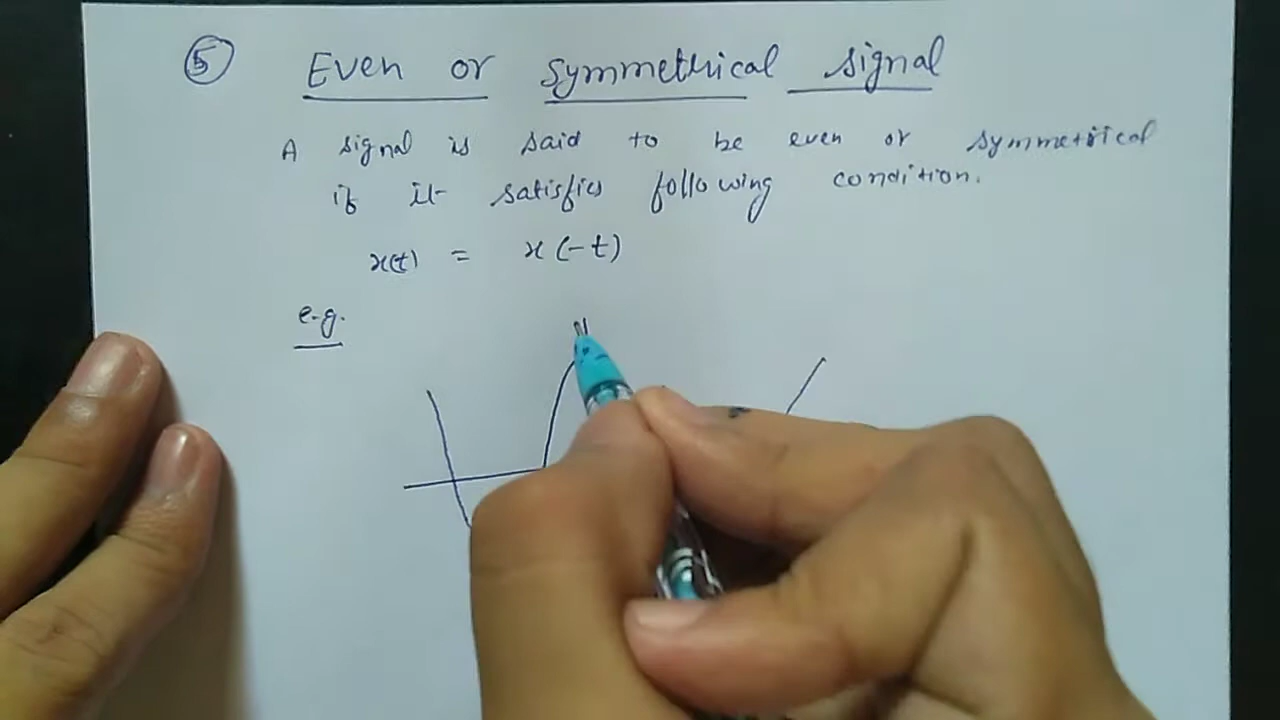 5 Even or symmetrical signal
A signal is said to be even or symmetrical
if it satisfies following condition.
x(t) = x(-t)
e.g.